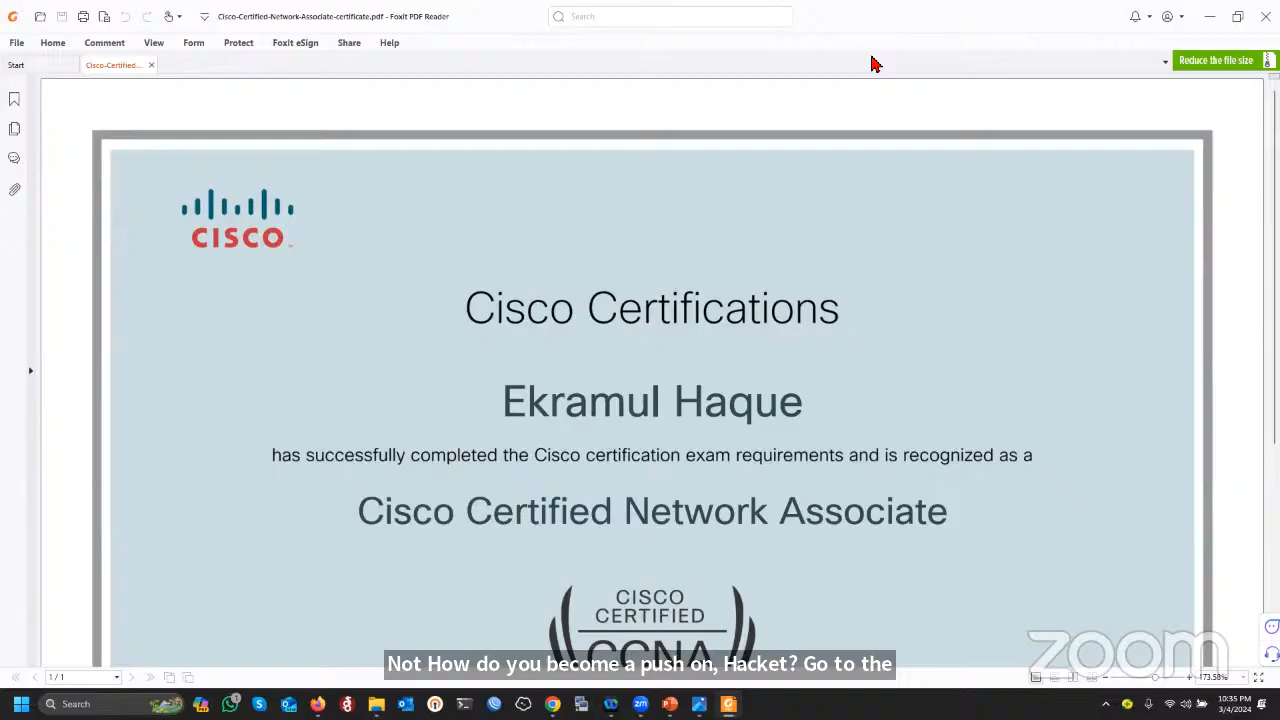 Cisco-Certified-Network-Associate-certificate.pdf - Foxit PDF Reader
Search
File Home Comment View Form Protect Foxit eSign Share Help
Start
Cisco-Certified...
Reduce the file size
CISCO
Cisco Certifications
Ekramul Haque
has successfully completed the Cisco certification exam requirements and is recognized as a
Cisco Certified Network Associate
CISCO
CERTIFIED
CCNA
Not How do you become a push on, Hacket? Go to the
zoom
1 / 1
73.58%
Search
10:35 PM
3/4/2024